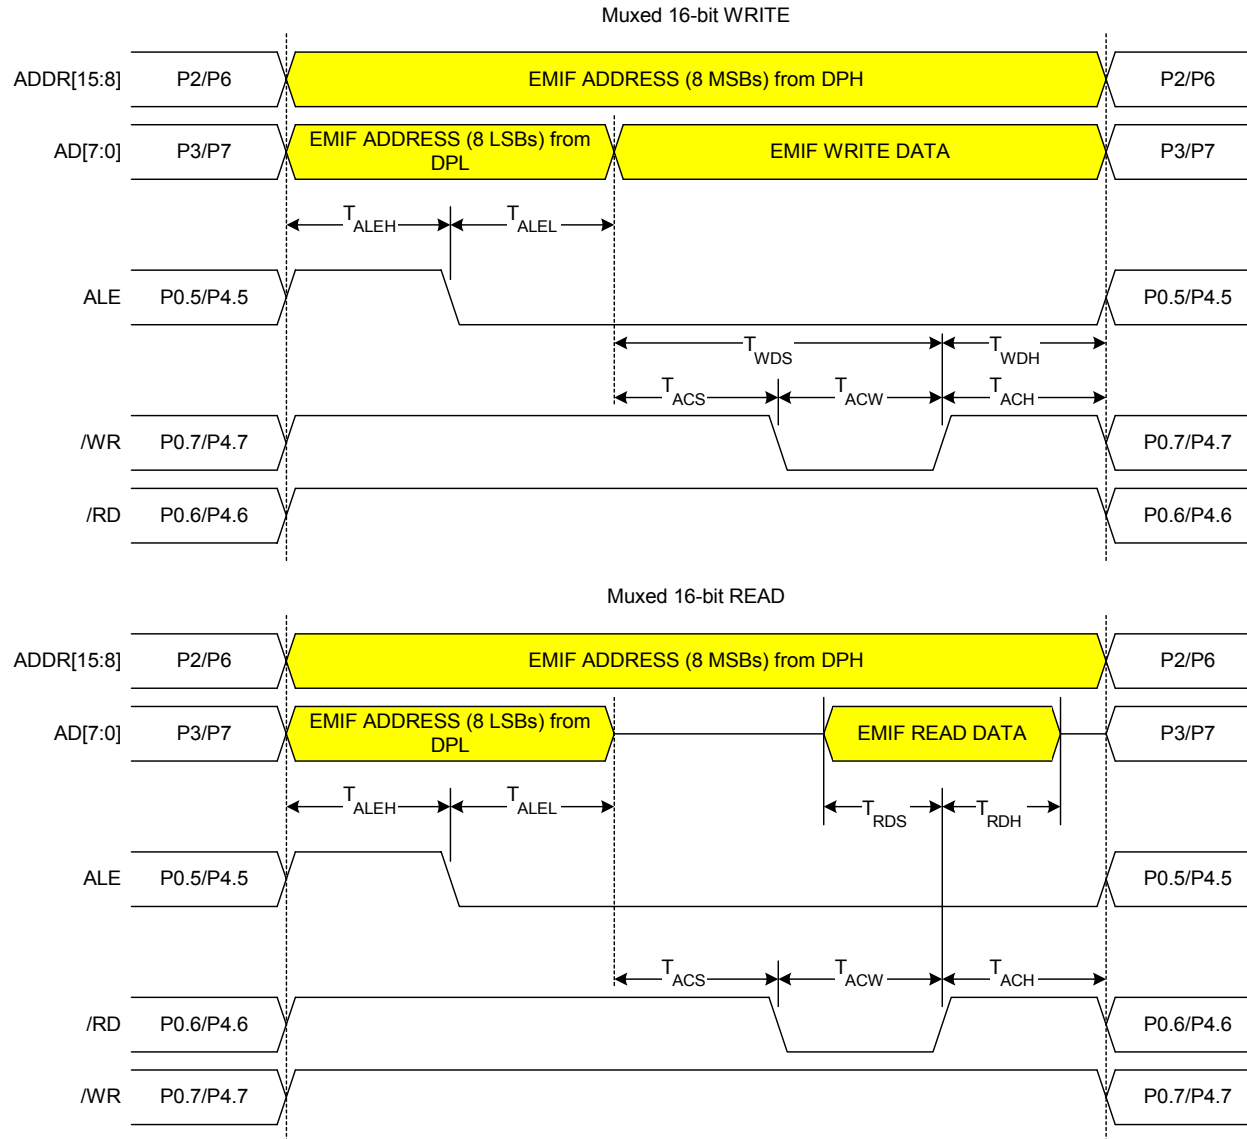 Muxed 16-bit WRITE
ADDR[15:8] P2/P6 EMIF ADDRESS (8 MSBs) from DPH P2/P6
AD[7:0] P3/P7 EMIF ADDRESS (8 LSBs) from
DPL EMIF WRITE DATA P3/P7
TALEH TALEL
ALE P0.5/P4.5 P0.5/P4.5
TWDS TWDH
TACS TACW TACH
/WR P0.7/P4.7 P0.7/P4.7
/RD P0.6/P4.6 P0.6/P4.6
Muxed 16-bit READ
ADDR[15:8] P2/P6 EMIF ADDRESS (8 MSBs) from DPH P2/P6
AD[7:0] P3/P7 EMIF ADDRESS (8 LSBs) from
DPL EMIF READ DATA P3/P7
TALEH TALEL TRDS TRDH
ALE P0.5/P4.5 P0.5/P4.5
TACS TACW TACH
/RD P0.6/P4.6 P0.6/P4.6
/WR P0.7/P4.7 P0.7/P4.7